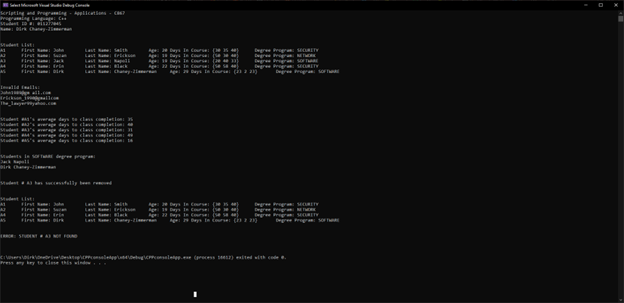 Select Microsoft Visual Studio Debug Console
Scripting and Programming - Applications - C867
Programming Language: C++
Student ID #: 011277045
Name: Dirk Chaney-Zimmerman
Student List:
A1 First Name: John Last Name: Smith Age: 20 Days In Course: {30 35 40} Degree Program: SECURITY
A2 First Name: Suzan Last Name: Erickson Age: 19 Days In Course: {50 30 40} Degree Program: NETWORK
A3 First Name: Jack Last Name: Napoli Age: 19 Days In Course: {20 40 33} Degree Program: SOFTWARE
A4 First Name: Erin Last Name: Black Age: 22 Days In Course: {50 58 40} Degree Program: SECURITY
A5 First Name: Dirk Last Name: Chaney-Zimmerman Age: 29 Days In Course: {23 2 23} Degree Program: SOFTWARE
Invalid Emails:
John1989@gm ail.com
Erickson_1990@gmailcom
The_lawyer99yahoo.com
Student #A1's average days to class completion: 35
Student #A2's average days to class completion: 40
Student #A3's average days to class completion: 31
Student #A4's average days to class completion: 49
Student #A5's average days to class completion: 16
Students in SOFTWARE degree program:
Jack Napoli
Dirk Chaney-Zimmerman
Student # A3 has successfully been removed
Student List:
A1 First Name: John Last Name: Smith Age: 20 Days In Course: {30 35 40} Degree Program: SECURITY
A2 First Name: Suzan Last Name: Erickson Age: 19 Days In Course: {50 30 40} Degree Program: NETWORK
A4 First Name: Erin Last Name: Black Age: 22 Days In Course: {50 58 40} Degree Program: SECURITY
A5 First Name: Dirk Last Name: Chaney-Zimmerman Age: 29 Days In Course: {23 2 23} Degree Program: SOFTWARE
ERROR: STUDENT # A3 NOT FOUND
C:\Users\Dirk\OneDrive\Desktop\CPPconsoleApp\x64\Debug\CPPconsoleApp.exe (process 16612) exited with code 0.
Press any key to close this window . . .